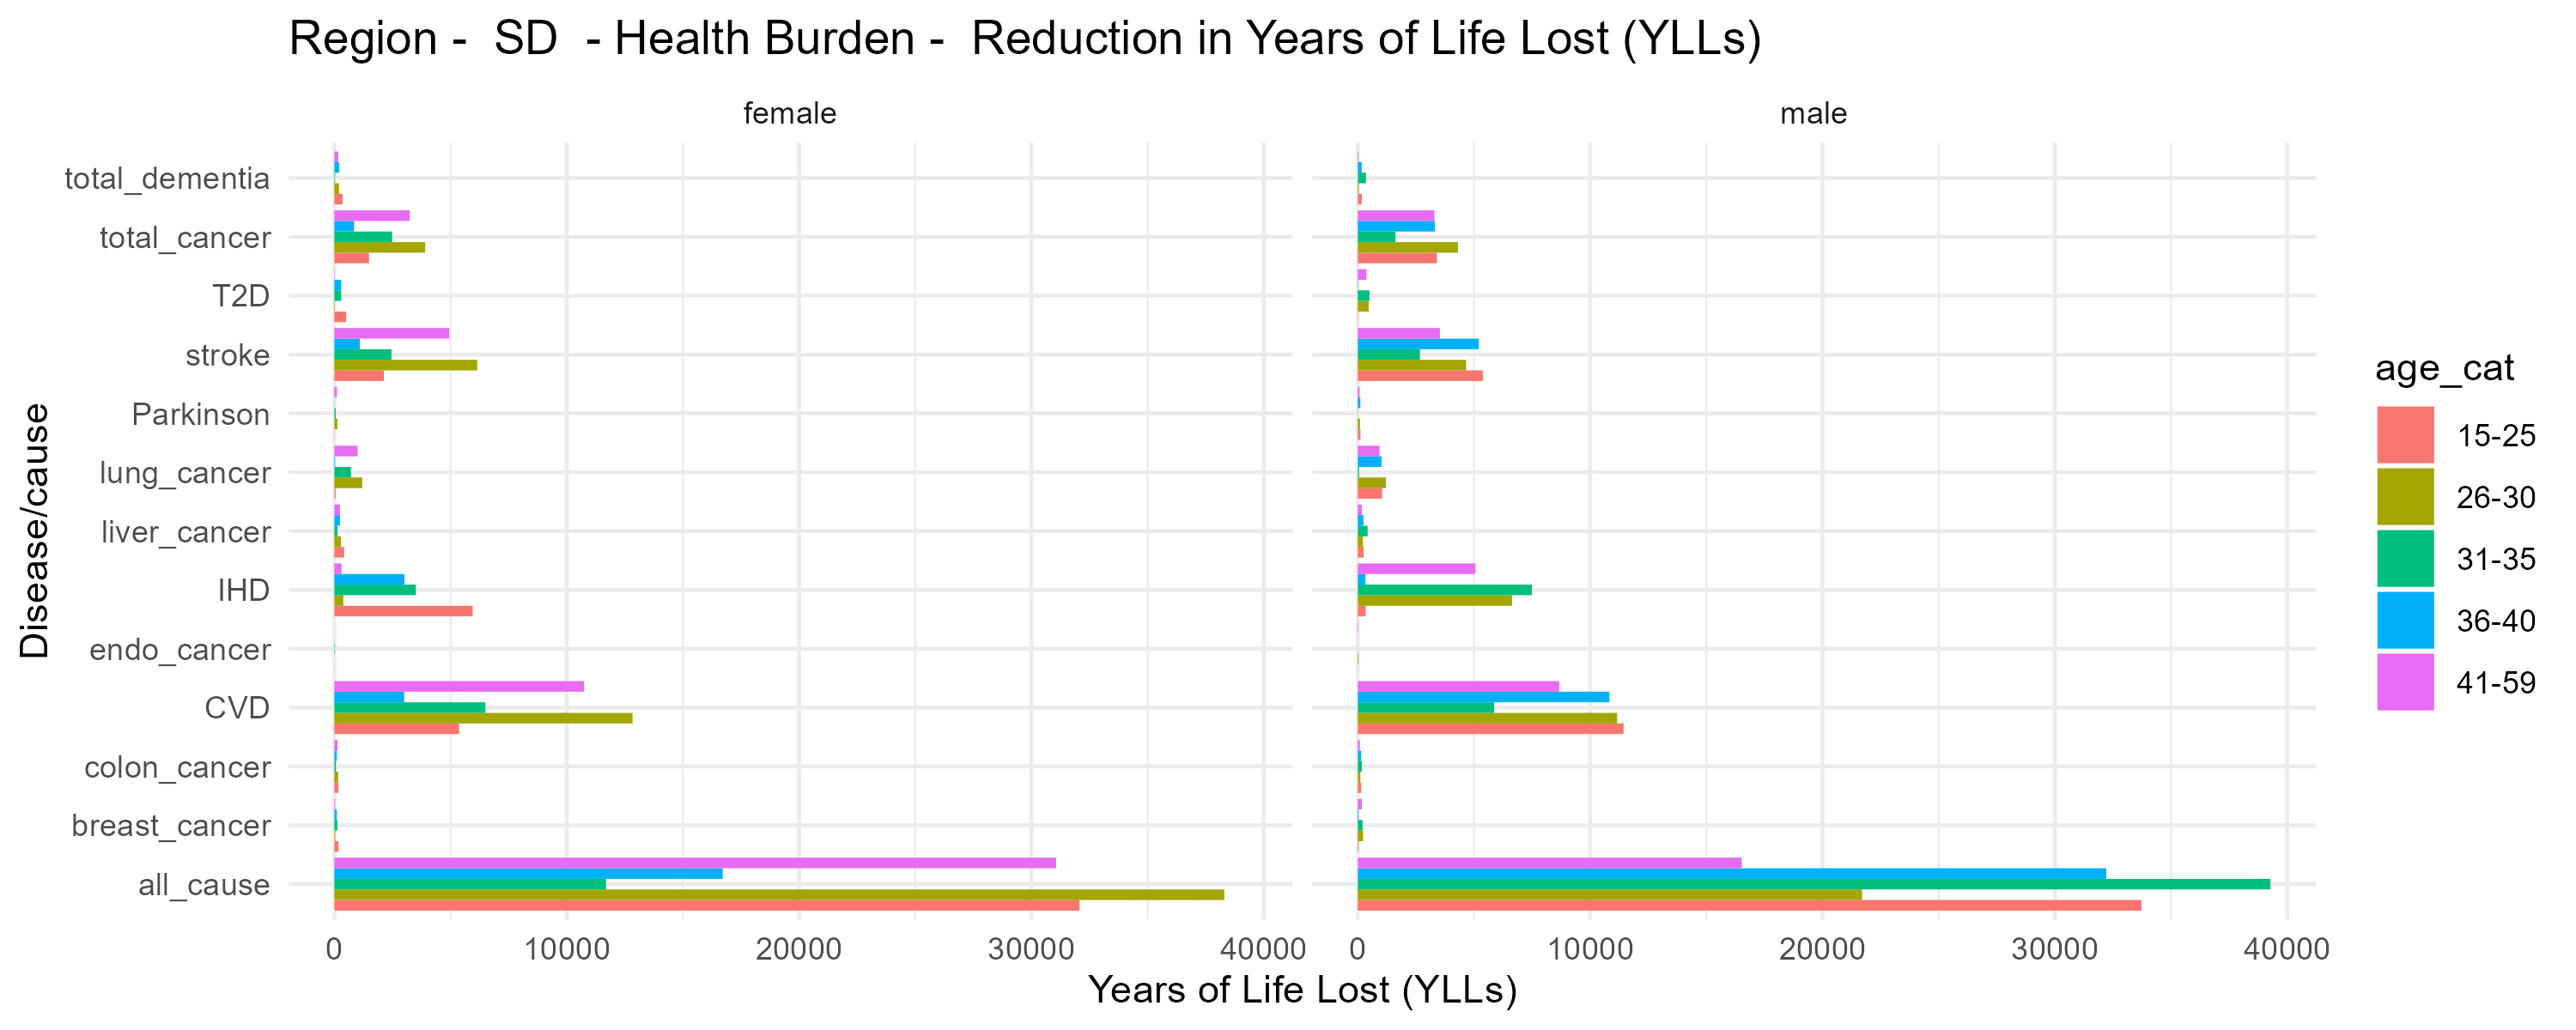 Region -  SD  - Health Burden -  Reduction in Years of Life Lost (YLLs)
female
male
total_dementia
total_cancer
T2D
stroke
Parkinson
lung_cancer
liver_cancer
IHD
endo_cancer
CVD
colon_cancer
breast_cancer
all_cause
Disease/cause
0 10000 20000 30000 40000
0 10000 20000 30000 40000
Years of Life Lost (YLLs)
age_cat
15-25
26-30
31-35
36-40
41-59